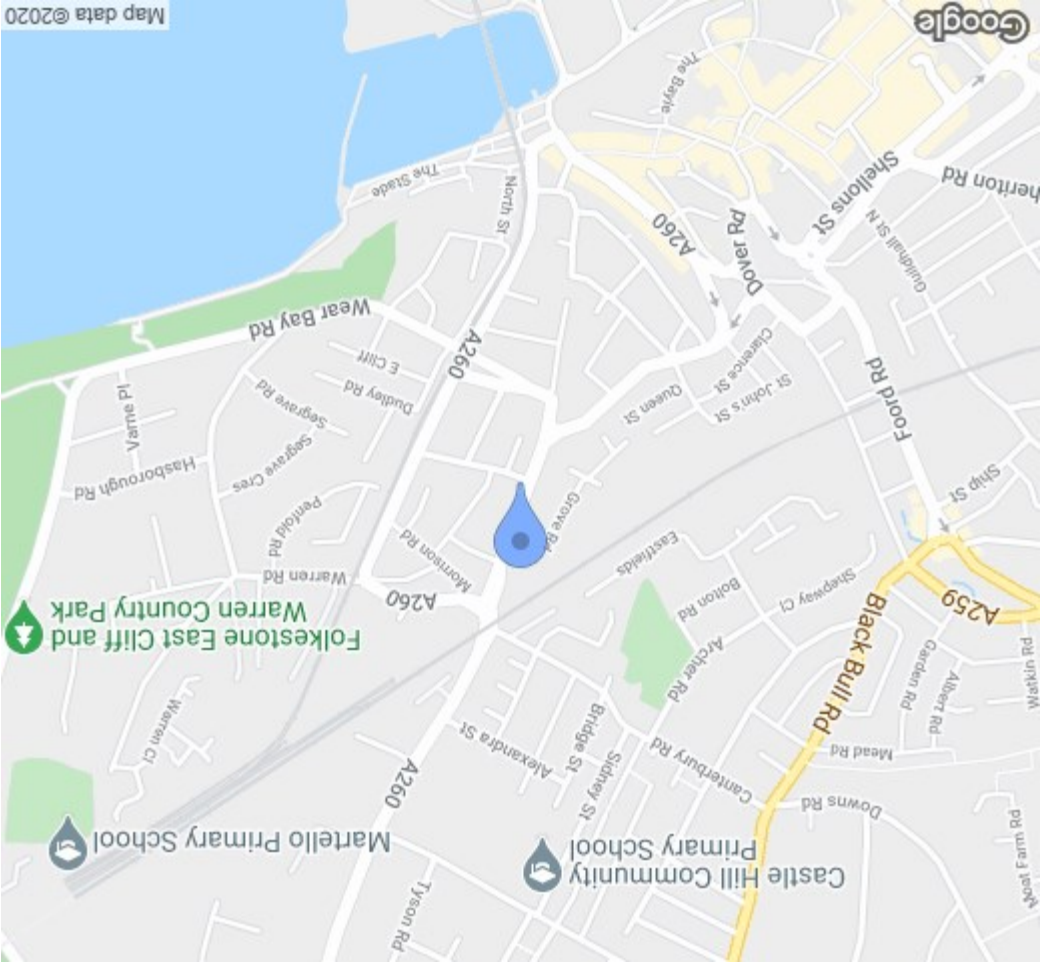 Tyson Rd
Moat Farm Rd
Castle Hill Community
Primary School
Martello Primary School
Downs Rd
Canterbury Rd
Sidney St
Bridge St
Alexandra St
A260
Mead Rd
Warren Cl
Watkin Rd
Albert Rd
Garden Rd
Black Bull Rd
Archer Rd
Folkestone East Cliff and
Warren Country Park
A259
Shepway Cl
Bolton Rd
A260
Warren Rd
Eastfields
Morrison Rd
Grove Rd
Penfold Rd
Ship St
Segrave Cres
Hasborough Rd
Foord Rd
Queen St
St John's St
Clarence St
Dudley Rd
Segrave Rd
Varne Pl
E Cliff
A260
Wear Bay Rd
Guildhall St N
Dover Rd
A260
Shellons St
heriton Rd
North St
The Stade
The Bayle
Google
Map data ©2020